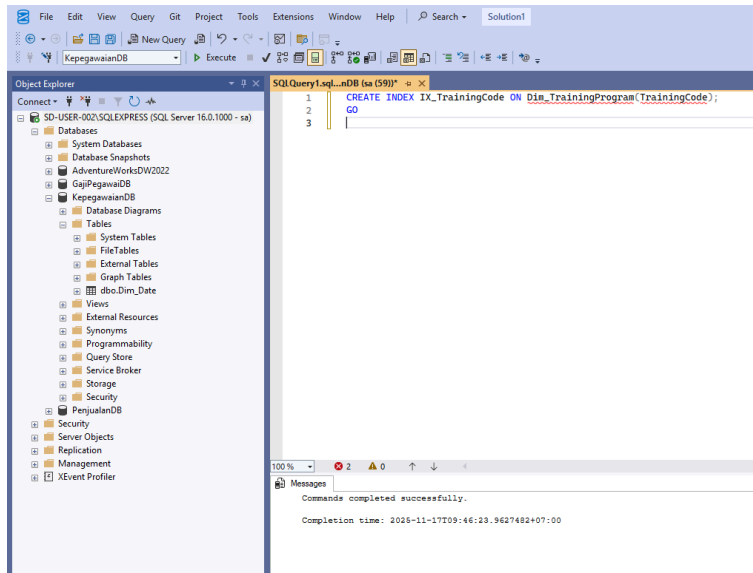 File Edit View Query Git Project Tools Extensions Window Help Search Solution1
New Query
KepegawaianDB Execute
Object Explorer
Connect
SD-USER-002\SQLEXPRESS (SQL Server 16.0.1000 - sa)
Databases
System Databases
Database Snapshots
AdventureWorksDW2022
GajiPegawaiDB
KepegawaianDB
Database Diagrams
Tables
System Tables
FileTables
External Tables
Graph Tables
dbo.Dim_Date
Views
External Resources
Synonyms
Programmability
Query Store
Service Broker
Storage
Security
PenjualanDB
Security
Server Objects
Replication
Management
XEvent Profiler
SQLQuery1.sql...nDB (sa (59))*
1 CREATE INDEX IX_TrainingCode ON Dim_TrainingProgram(TrainingCode);
2 GO
3
100 % 2 0
Messages
Commands completed successfully.
Completion time: 2025-11-17T09:46:23.9627482+07:00